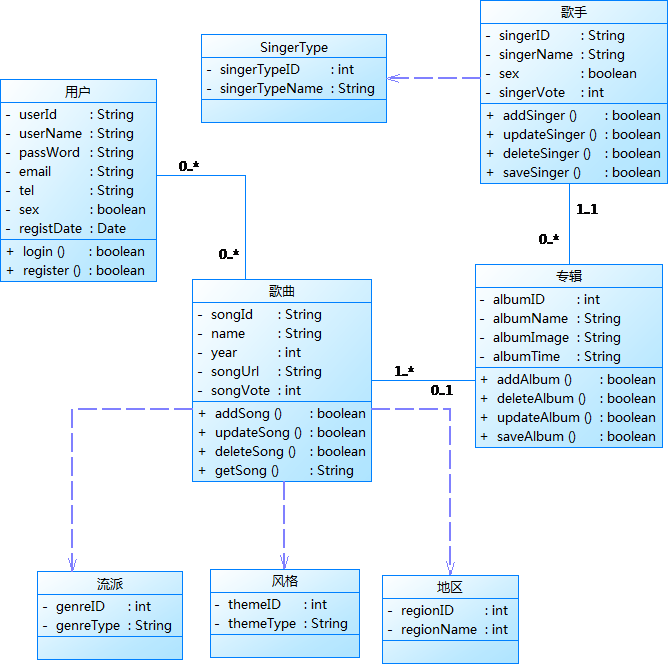 歌手
- singerID : String
- singerName : String
- sex : boolean
- singerVote : int
+ addSinger () : boolean
+ updateSinger () : boolean
+ deleteSinger () : boolean
+ saveSinger () : boolean
SingerType
- singerTypeID : int
- singerTypeName : String
用户
- userId : String
- userName : String
- passWord : String
- email : String
- tel : String
- sex : boolean
- registDate : Date
+ login () : boolean
+ register () : boolean
0..*
0..*
1..1
0..*
歌曲
- songId : String
- name : String
- year : int
- songUrl : String
- songVote : int
+ addSong () : boolean
+ updateSong () : boolean
+ deleteSong () : boolean
+ getSong () : String
专辑
- albumID : int
- albumName : String
- albumImage : String
- albumTime : String
+ addAlbum () : boolean
+ deleteAlbum () : boolean
+ updateAlbum () : boolean
+ saveAlbum () : boolean
1..*
0..1
流派
- genreID : int
- genreType : String
风格
- themeID : int
- themeType : String
地区
- regionID : int
- regionName : int